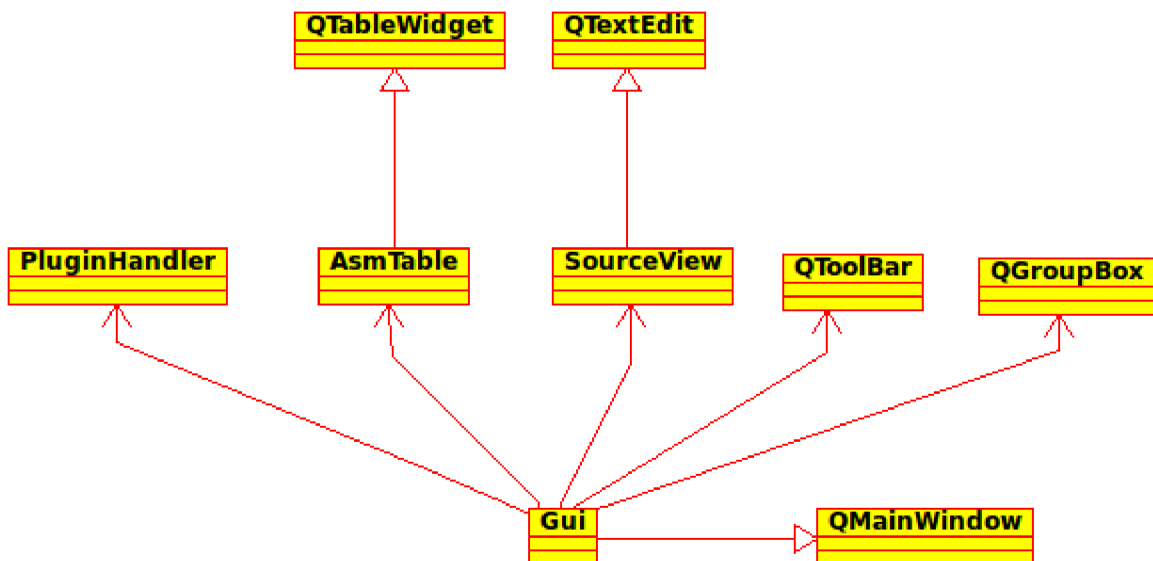 QTableWidget
QTextEdit
PluginHandler
AsmTable
SourceView
QToolBar
QGroupBox
Gui
QMainWindow